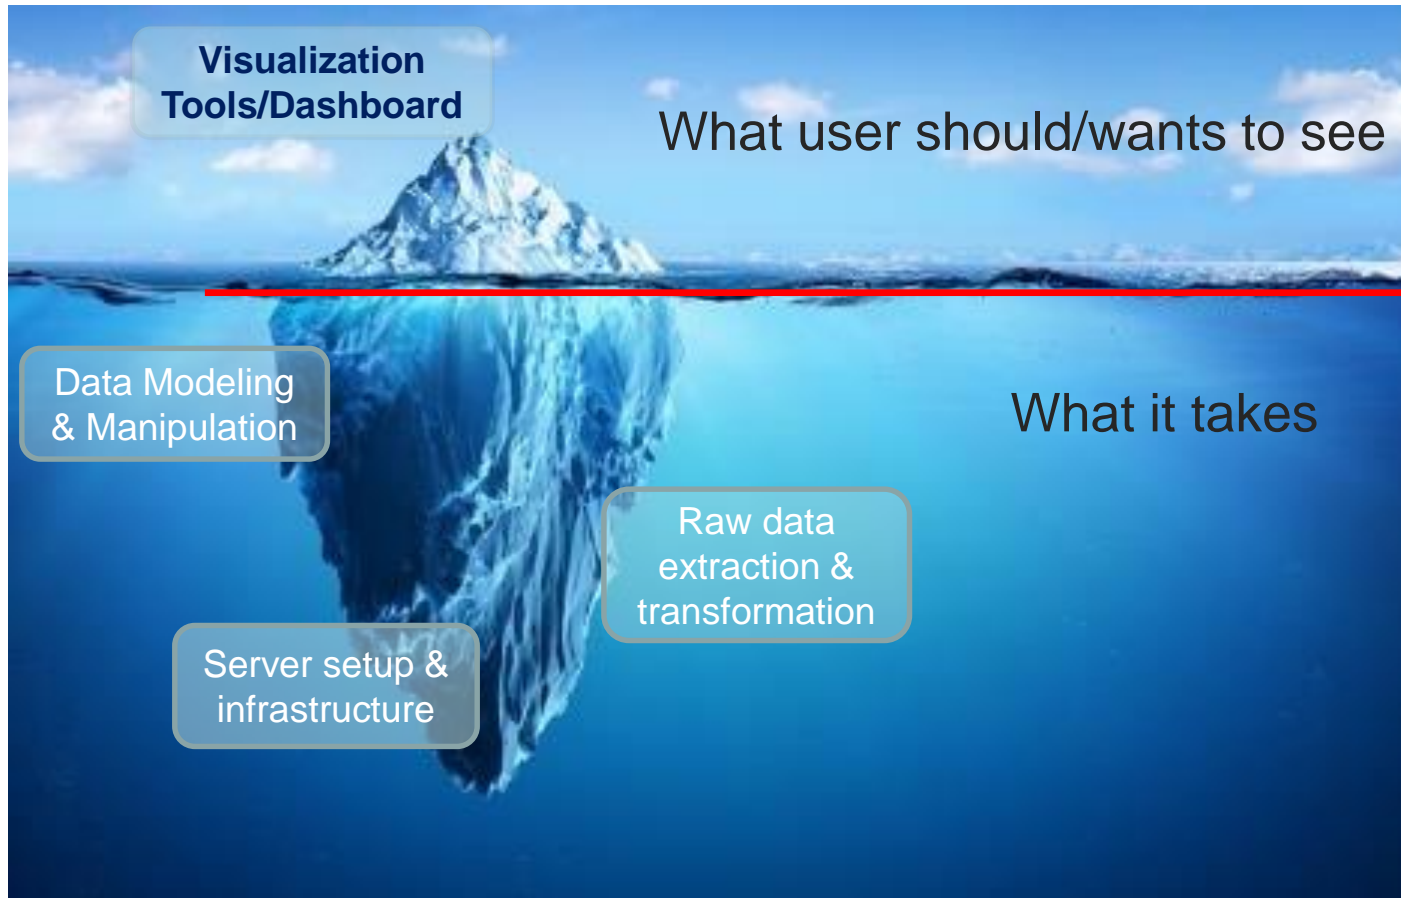 Visualization
Tools/Dashboard
What user should/wants to see
Data Modeling
& Manipulation
What it takes
Raw data
extraction &
transformation
Server setup &
infrastructure